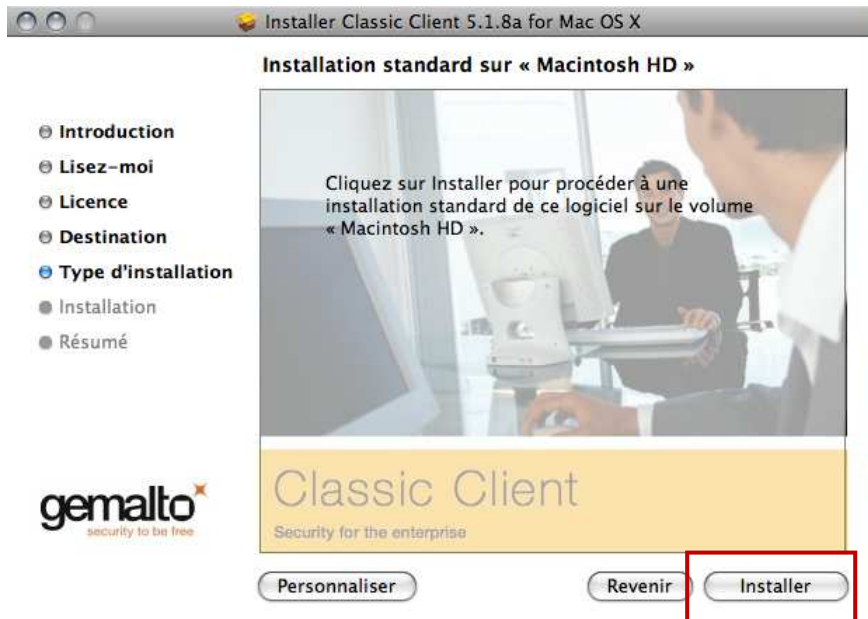 Installer Classic Client 5.1.8a for Mac OS X
Installation standard sur « Macintosh HD »
Introduction
Lisez-moi
Licence
Destination
Type d'installation
Installation
Résumé
Cliquez sur Installer pour procéder à une
installation standard de ce logiciel sur le volume
« Macintosh HD ».
gemalto
security to be free
Classic Client
Security for the enterprise
Personnaliser
Revenir
Installer